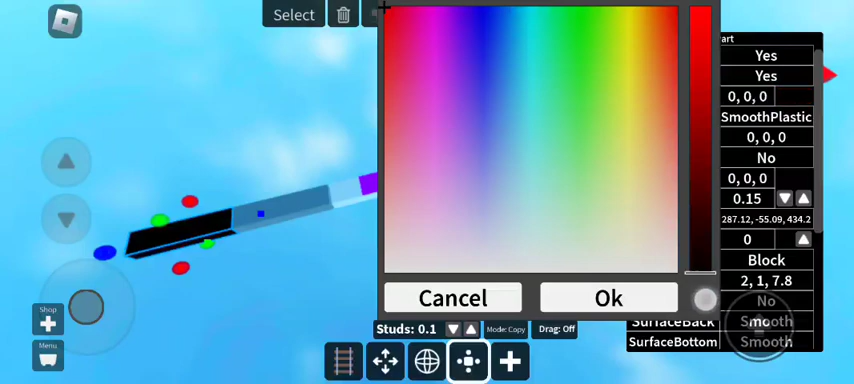 Select
art
Yes
Yes
0, 0, 0
SmoothPlastic
0, 0, 0
No
0, 0, 0
0.15
287.12, -55.09, 434.2
0
Block
2, 1, 7.8
No
Cancel
Ok
Shop
Menu
Studs: 0.1
Mode: Copy
Drag: Off
SurfaceBack
Smooth
SurfaceBottom
Smooth